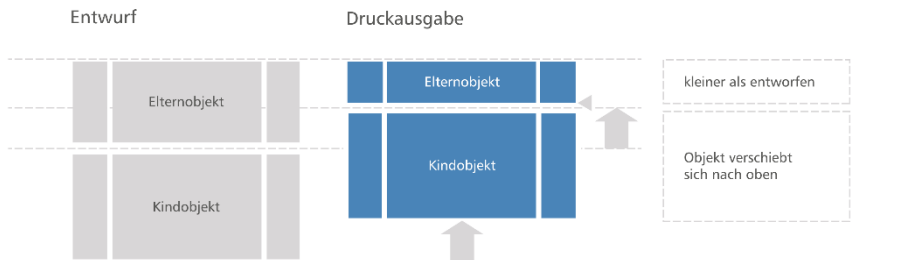 Entwurf
Druckausgabe
Elternobjekt
Elternobjekt
kleiner als entworfen
Kindobjekt
Kindobjekt
Objekt verschiebt
sich nach oben